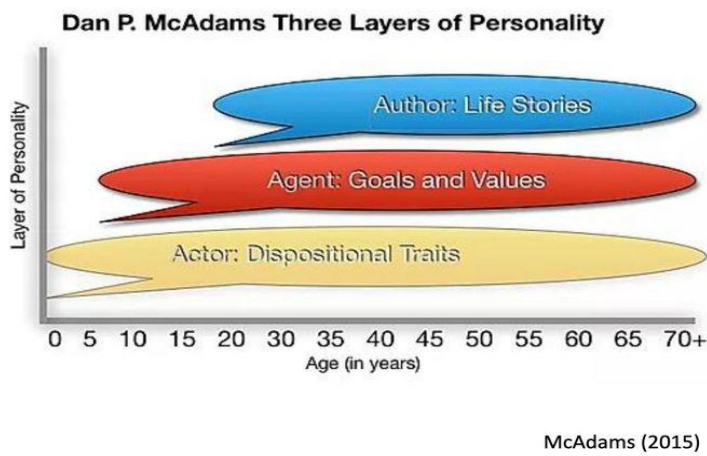 Dan P. McAdams Three Layers of Personality
Layer of Personality
Author: Life Stories
Agent: Goals and Values
Actor: Dispositional Traits
0 5 10 15 20 30 35 40 45 50 55 60 65 70+
Age (in years)
McAdams (2015)